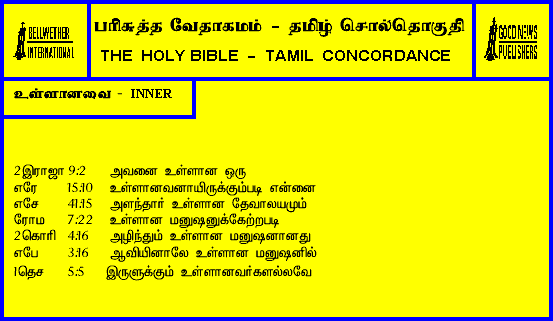 BELLWETHER
INTERNATIONAL
பரிசுத்த வேதாகமம் - தமிழ் சொல்தொகுதி
THE HOLY BIBLE - TAMIL CONCORDANCE
GOOD NEWS
PUBLISHERS
உள்ளானவை - INNER
2இராஜா 9:2 அவனை உள்ளான ஒரு
எரே 15:10 உள்ளானவனாயிருக்கும்படி என்னை
எசே 41:15 அளந்தார் உள்ளான தேவாலயமும்
ரோம 7:22 உள்ளான மனுஷனுக்கேற்றபடி
2கொரி 4:16 அழிந்தும் உள்ளான மனுஷனானது
எபே 3:16 ஆவியினாலே உள்ளான மனுஷனில்
1தெச 5:5 இருளுக்கும் உள்ளானவர்களல்லவே